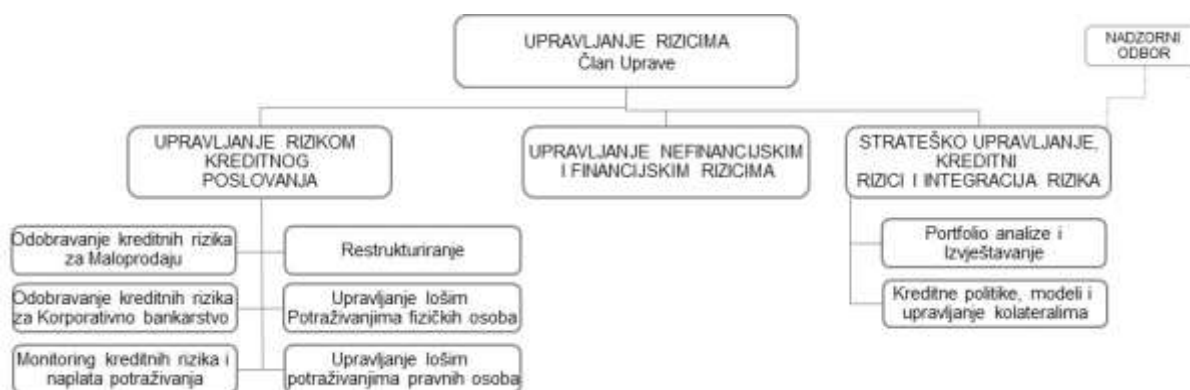 UPRAVLJANJE RIZICIMA
Član Uprave
NADZORNI
ODBOR
UPRAVLJANJE RIZIKOM
KREDITNOG
POSLOVANJA
UPRAVLJANJE NEFINANCIJSKIM
I FINANCIJSKIM RIZICIMA
STRATEŠKO UPRAVLJANJE,
KREDITNI
RIZICI I INTEGRACIJA RIZIKA
Odobravanje kreditnih rizika
za Maloprodaju
Restrukturiranje
Portfolio analize i
Izvještavanje
Odobravanje kreditnih rizika
za Korporativno bankarstvo
Upravljanje lošim
Potraživanjima fizičkih osoba
Kreditne politike, modeli i
upravljanje kolateralima
Monitoring kreditnih rizika i
naplata potraživanja
Upravljanje lošim
potraživanjima pravnih osoba